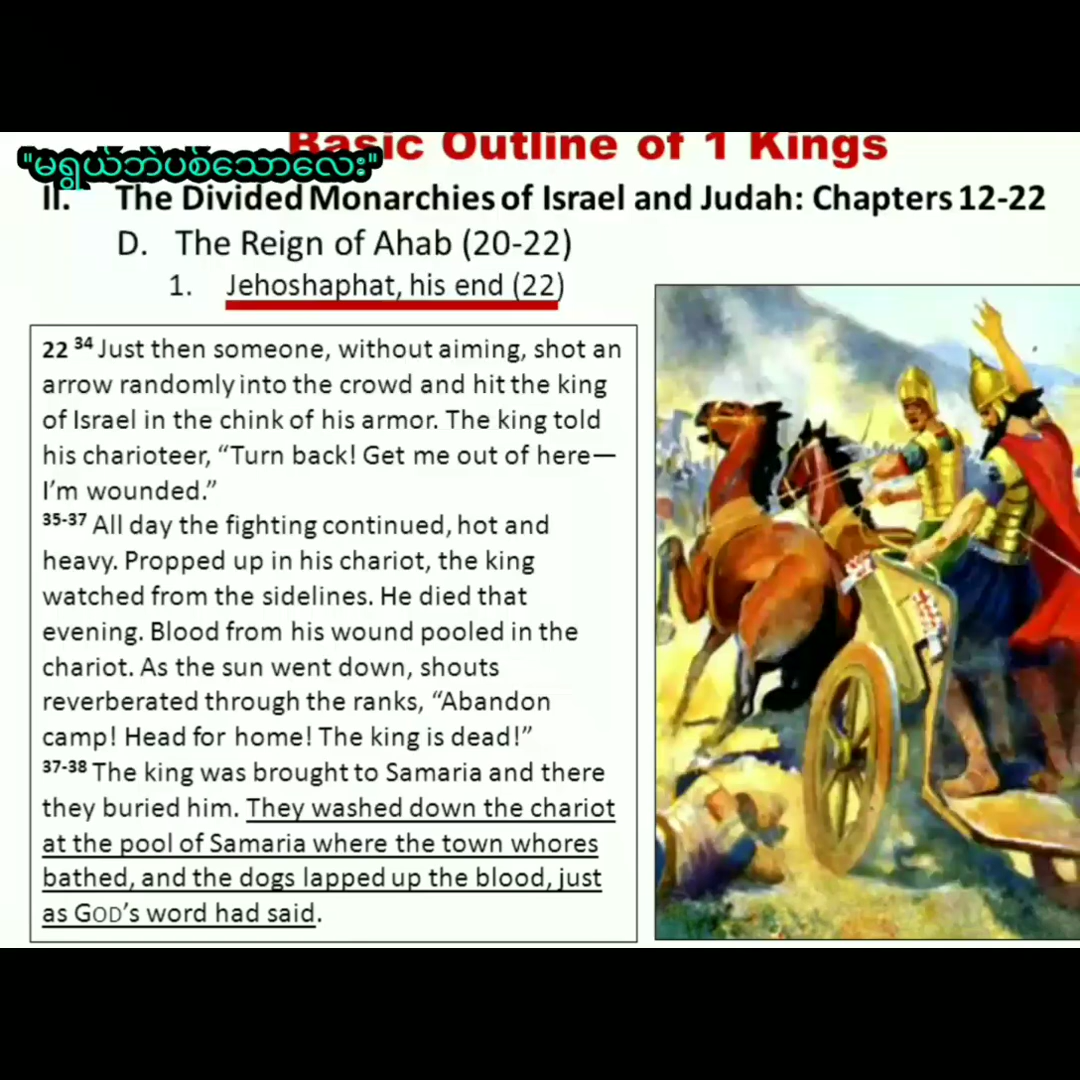 Basic Outline of 1 Kings
"မရွယ်ဘဲပစ်သောလေး"
II. The Divided Monarchies of Israel and Judah: Chapters 12-22
D. The Reign of Ahab (20-22)
1. Jehoshaphat, his end (22)
22 34 Just then someone, without aiming, shot an
arrow randomly into the crowd and hit the king
of Israel in the chink of his armor. The king told
his charioteer, “Turn back! Get me out of here—
I’m wounded.”
35-37 All day the fighting continued, hot and
heavy. Propped up in his chariot, the king
watched from the sidelines. He died that
evening. Blood from his wound pooled in the
chariot. As the sun went down, shouts
reverberated through the ranks, “Abandon
camp! Head for home! The king is dead!”
37-38 The king was brought to Samaria and there
they buried him. They washed down the chariot
at the pool of Samaria where the town whores
bathed, and the dogs lapped up the blood, just
as GOD’s word had said.